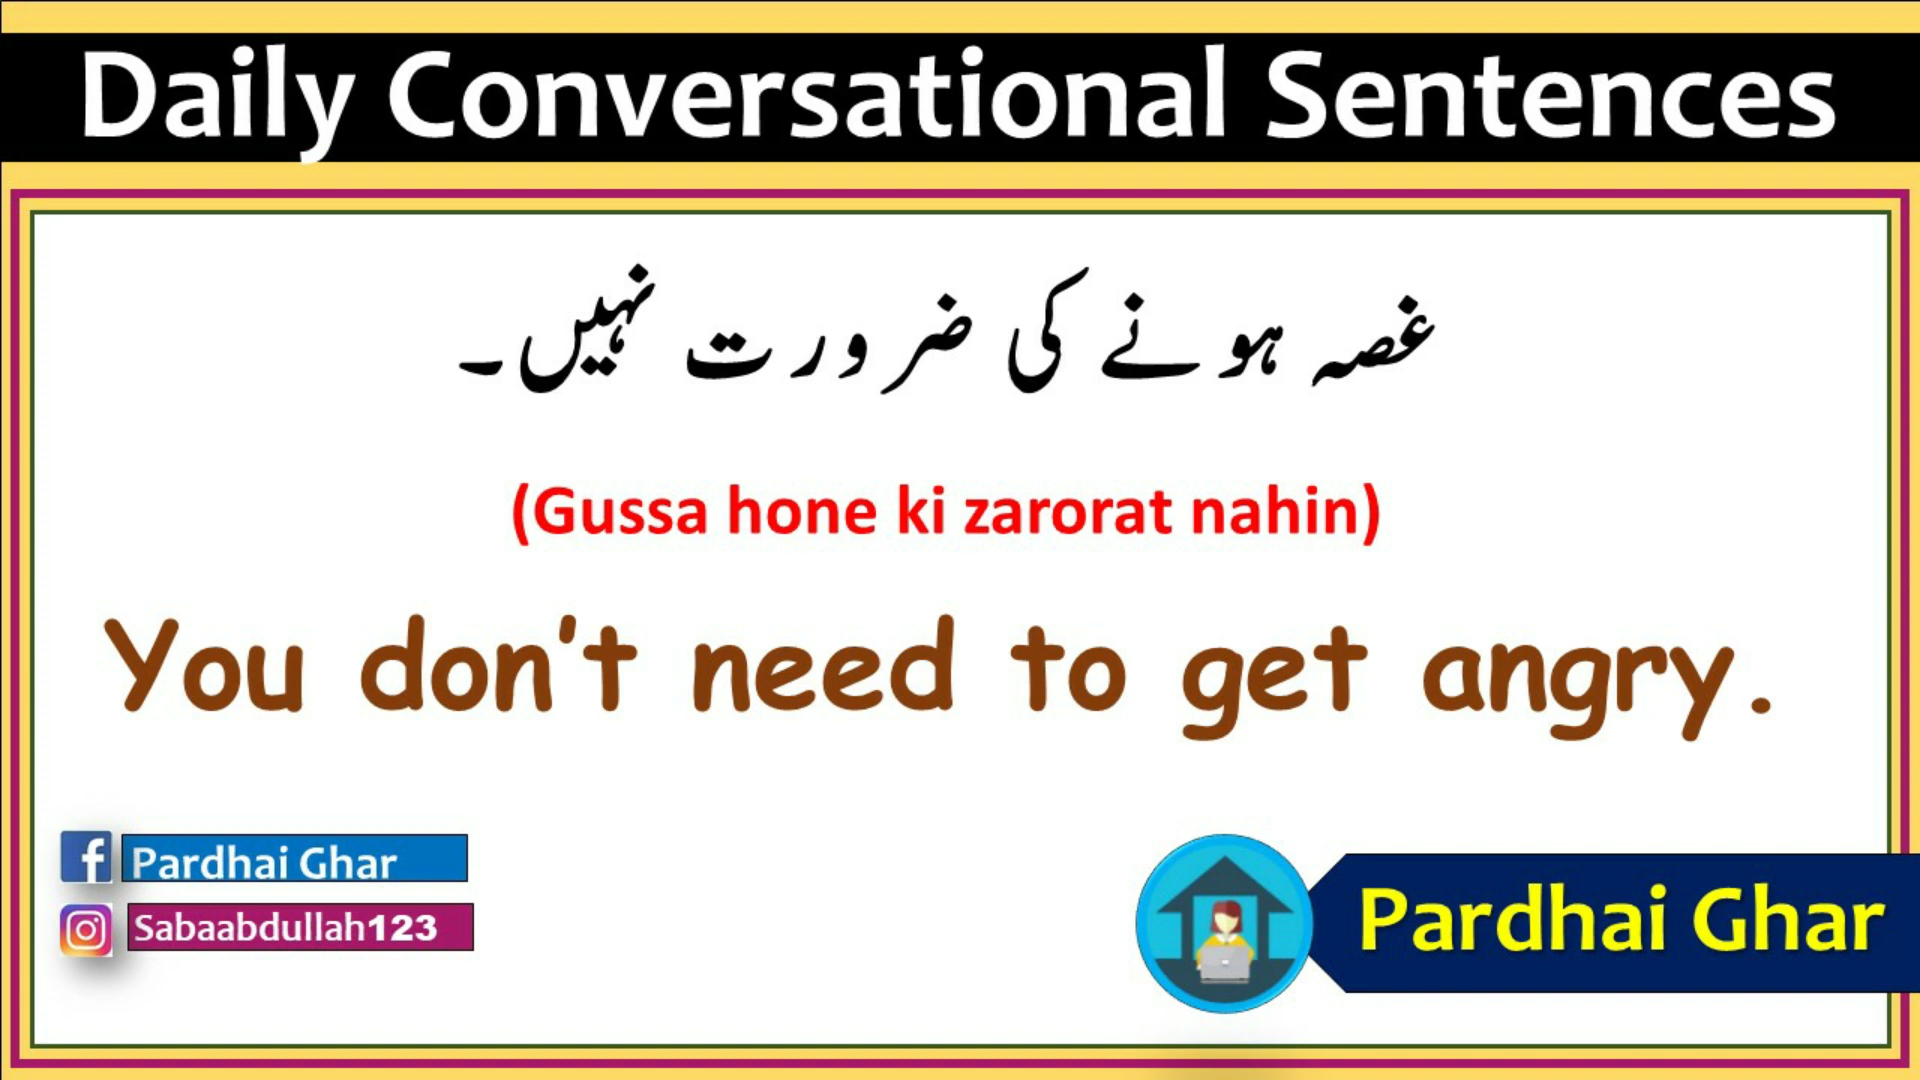 Daily Conversational Sentences
غصہ ہونے کی ضرورت نہیں۔
(Gussa hone ki zarorat nahin)
You don't need to get angry.
Pardhai Ghar
Sabaabdullah123
Pardhai Ghar